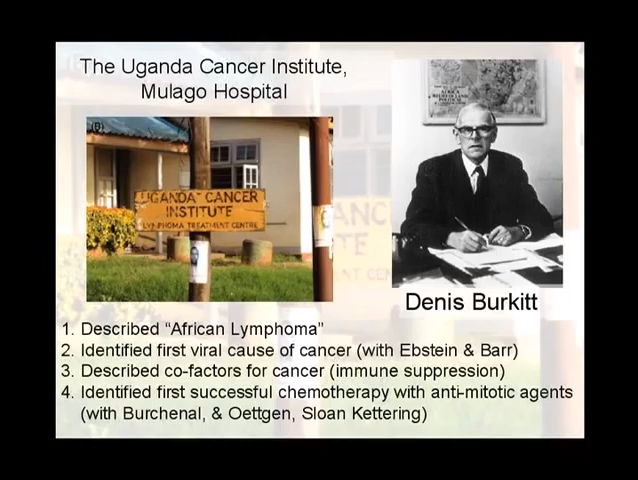 The Uganda Cancer Institute,
Mulago Hospital
(B)
UGANDA CANCER
INSTITUTE
LYMPHOMA TREATMENT CENTRE
AFRICA
Denis Burkitt
1. Described “African Lymphoma”
2. Identified first viral cause of cancer (with Ebstein & Barr)
3. Described co-factors for cancer (immune suppression)
4. Identified first successful chemotherapy with anti-mitotic agents
(with Burchenal, & Oettgen, Sloan Kettering)